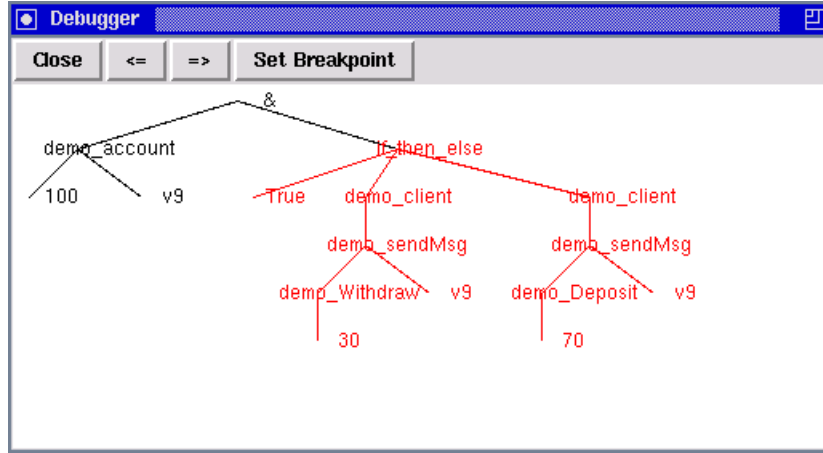 Debugger
Close <= => Set Breakpoint
&
demo_account if_then_else
100 v9 True demo_client demo_client
demo_sendMsg demo_sendMsg
demo_Withdraw v9 demo_Deposit v9
30 70